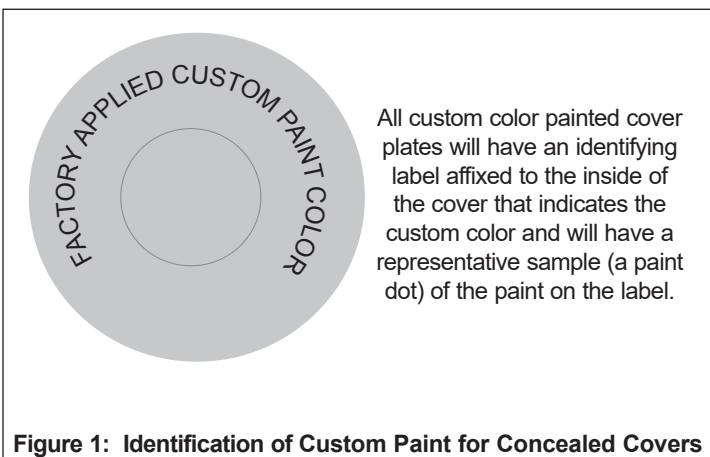 FACTORY APPLIED CUSTOM PAINT COLOR
All custom color painted cover
plates will have an identifying
label affixed to the inside of
the cover that indicates the
custom color and will have a
representative sample (a paint
dot) of the paint on the label.
Figure 1: Identification of Custom Paint for Concealed Covers